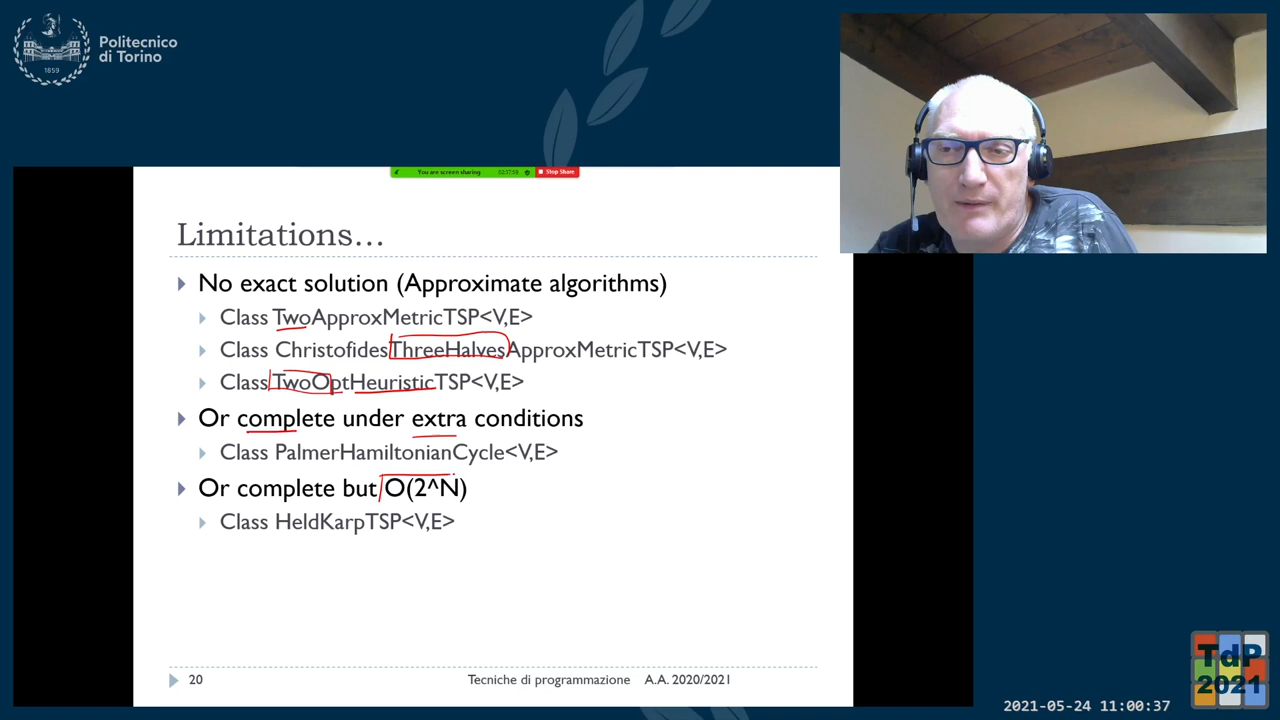 Politecnico
di Torino
1859
You are screen sharing
Stop Share
Limitations…
No exact solution (Approximate algorithms)
Class TwoApproxMetricTSP<V,E>
Class ChristofidesThreeHalvesApproxMetricTSP<V,E>
Class TwoOptHeuristicTSP<V,E>
Or complete under extra conditions
Class PalmerHamiltonianCycle<V,E>
Or complete but O(2^N)
Class HeldKarpTSP<V,E>
20
Tecniche di programmazione A.A. 2020/2021
TdP
2021
2021-05-24 11:00:37